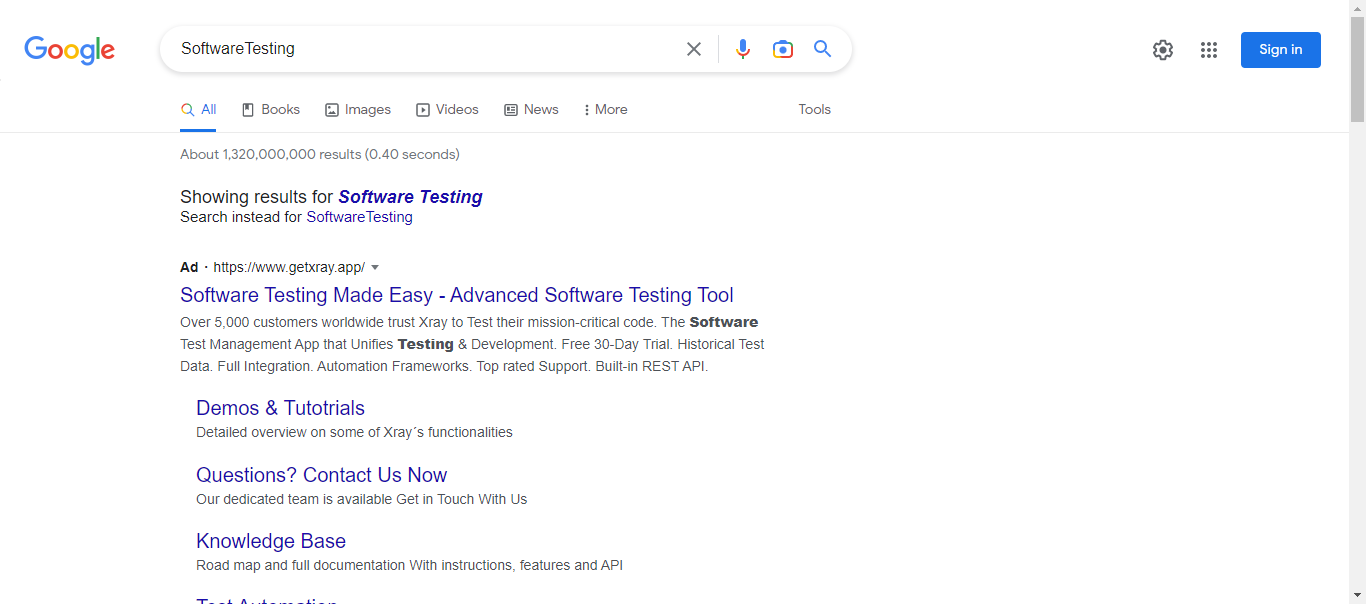 Google
SoftwareTesting
Sign in
All Books Images Videos News More Tools
About 1,320,000,000 results (0.40 seconds)
Showing results for Software Testing
Search instead for SoftwareTesting
Ad · https://www.getxray.app/
Software Testing Made Easy - Advanced Software Testing Tool
Over 5,000 customers worldwide trust Xray to Test their mission-critical code. The Software
Test Management App that Unifies Testing & Development. Free 30-Day Trial. Historical Test
Data. Full Integration. Automation Frameworks. Top rated Support. Built-in REST API.
Demos & Tutotrials
Detailed overview on some of Xray´s functionalities
Questions? Contact Us Now
Our dedicated team is available Get in Touch With Us
Knowledge Base
Road map and full documentation With instructions, features and API
Test Automation